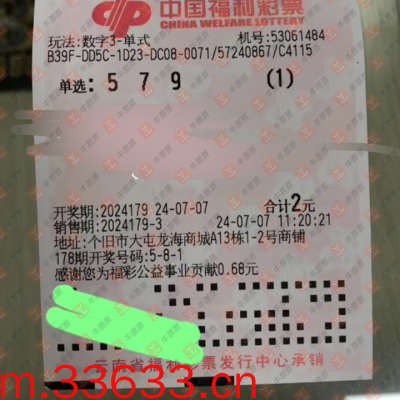 中国福利彩票
CHINA WELFARE LOTTERY
玩法:数字3-单式
机号:53061484
B39F-DD5C-1D23-DC08-0071/57240867/C4115
单选: 5 7 9 (1)
开奖期:2024179 24-07-07 合计2元
销售期:2024179-3 24-07-07 11:20:21
地址:个旧市大屯龙海商城A13栋1-2号商铺
178期开奖号码:5-8-1
感谢您为福彩公益事业贡献0.68元
云南省福利彩票发行中心承销
m.33633.cn